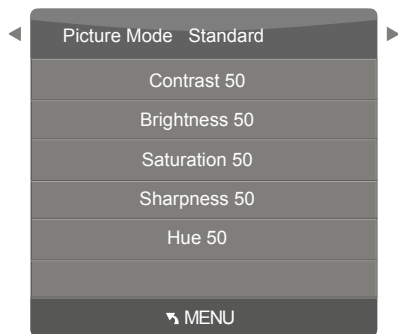 Picture Mode Standard
Contrast 50
Brightness 50
Saturation 50
Sharpness 50
Hue 50
MENU